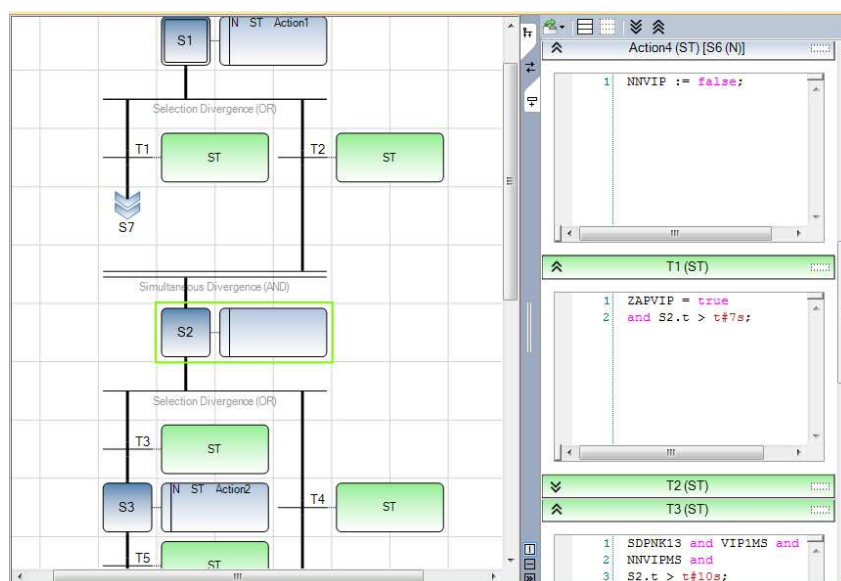 S1
N ST Action1
Selection Divergence (OR)
T1
ST
T2
ST
S7
Simultaneous Divergence (AND)
S2
Selection Divergence (OR)
T3
ST
S3
N ST Action2
T4
ST
T5
ST
Action4 (ST) [S6 (N)]
1 NNVIP := false;
T1 (ST)
1 ZAPVIP = true
2 and S2.t > t#7s;
T2 (ST)
T3 (ST)
1 SDPNK13 and VIP1MS and
2 NNVIPMS and
3 S2.t > t#10s;